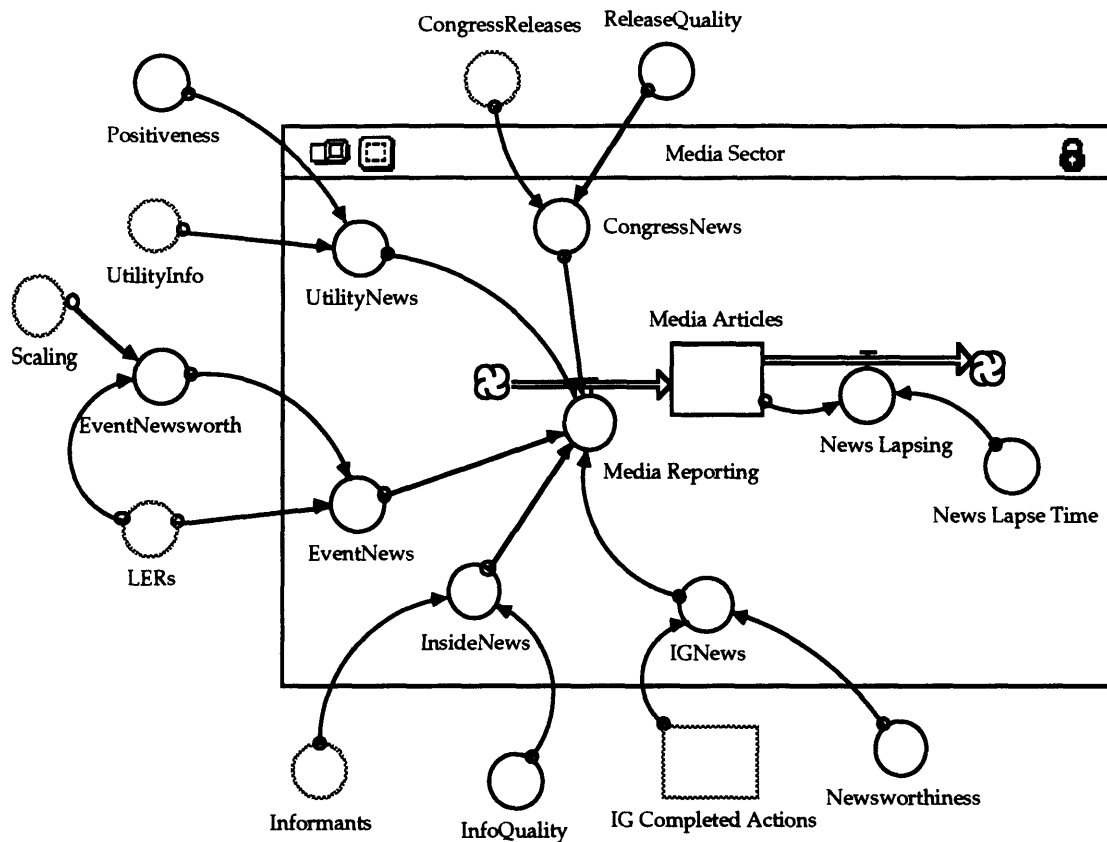 CongressReleases
ReleaseQuality
Positiveness
Media Sector
UtilityInfo
CongressNews
UtilityNews
Media Articles
Scaling
EventNewsworth
News Lapsing
Media Reporting
News Lapse Time
EventNews
LERs
InsideNews
IGNews
Informants
InfoQuality
IG Completed Actions
Newsworthiness